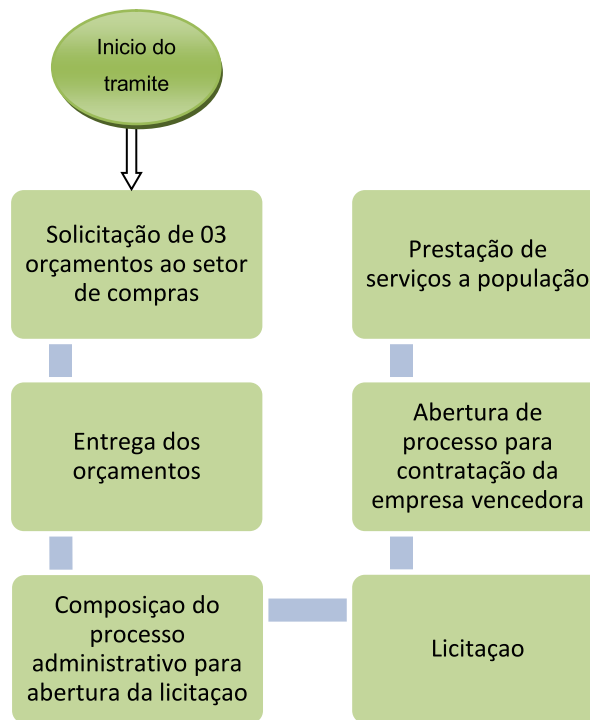 Inicio do
tramite
Solicitação de 03
orçamentos ao setor
de compras
Entrega dos
orçamentos
Composiçao do
processo
administrativo para
abertura da licitaçao
Licitaçao
Abertura de
processo para
contratação da
empresa vencedora
Prestação de
serviços a população